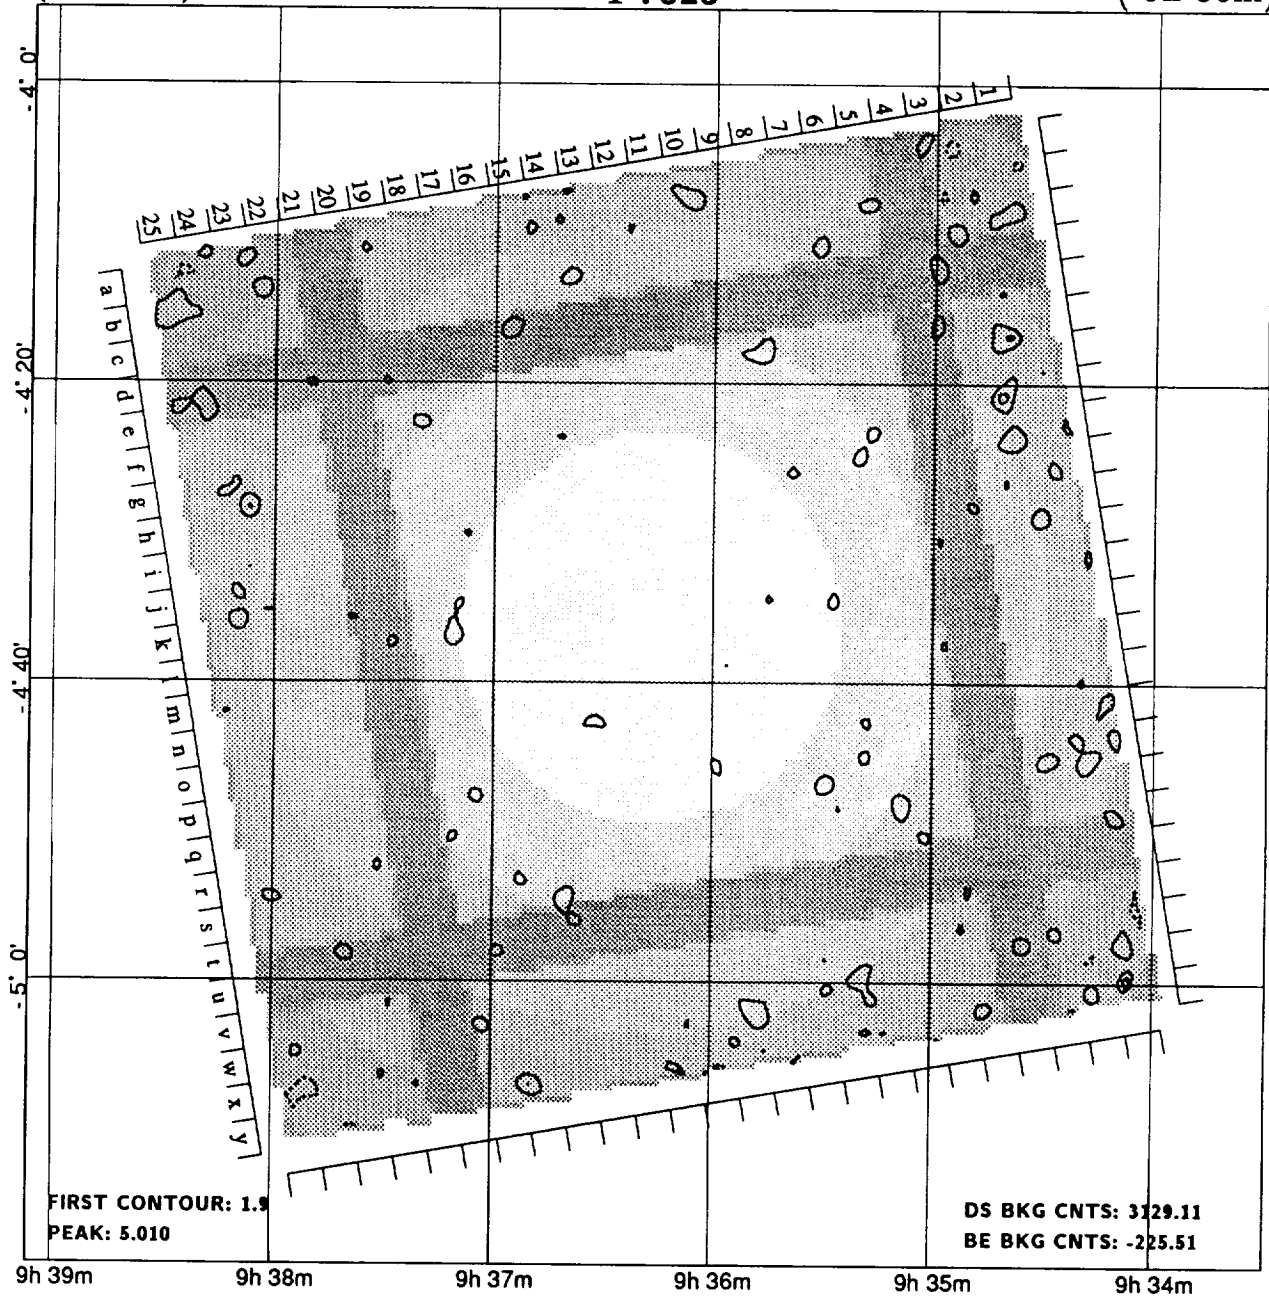 -4° 0'
1 2 3 4 5 6 7 8 9 10 11 12 13 14 15 16 17 18 19 20 21 22 23 24 25
a b c d e f g h i j k l m n o p q r s t u v w x y
-4° 20'
-4° 40'
-5° 0'
FIRST CONTOUR: 1.9
PEAK: 5.010
DS BKG CNTS: 3129.11
BE BKG CNTS: -225.51
9h 39m 9h 38m 9h 37m 9h 36m 9h 35m 9h 34m